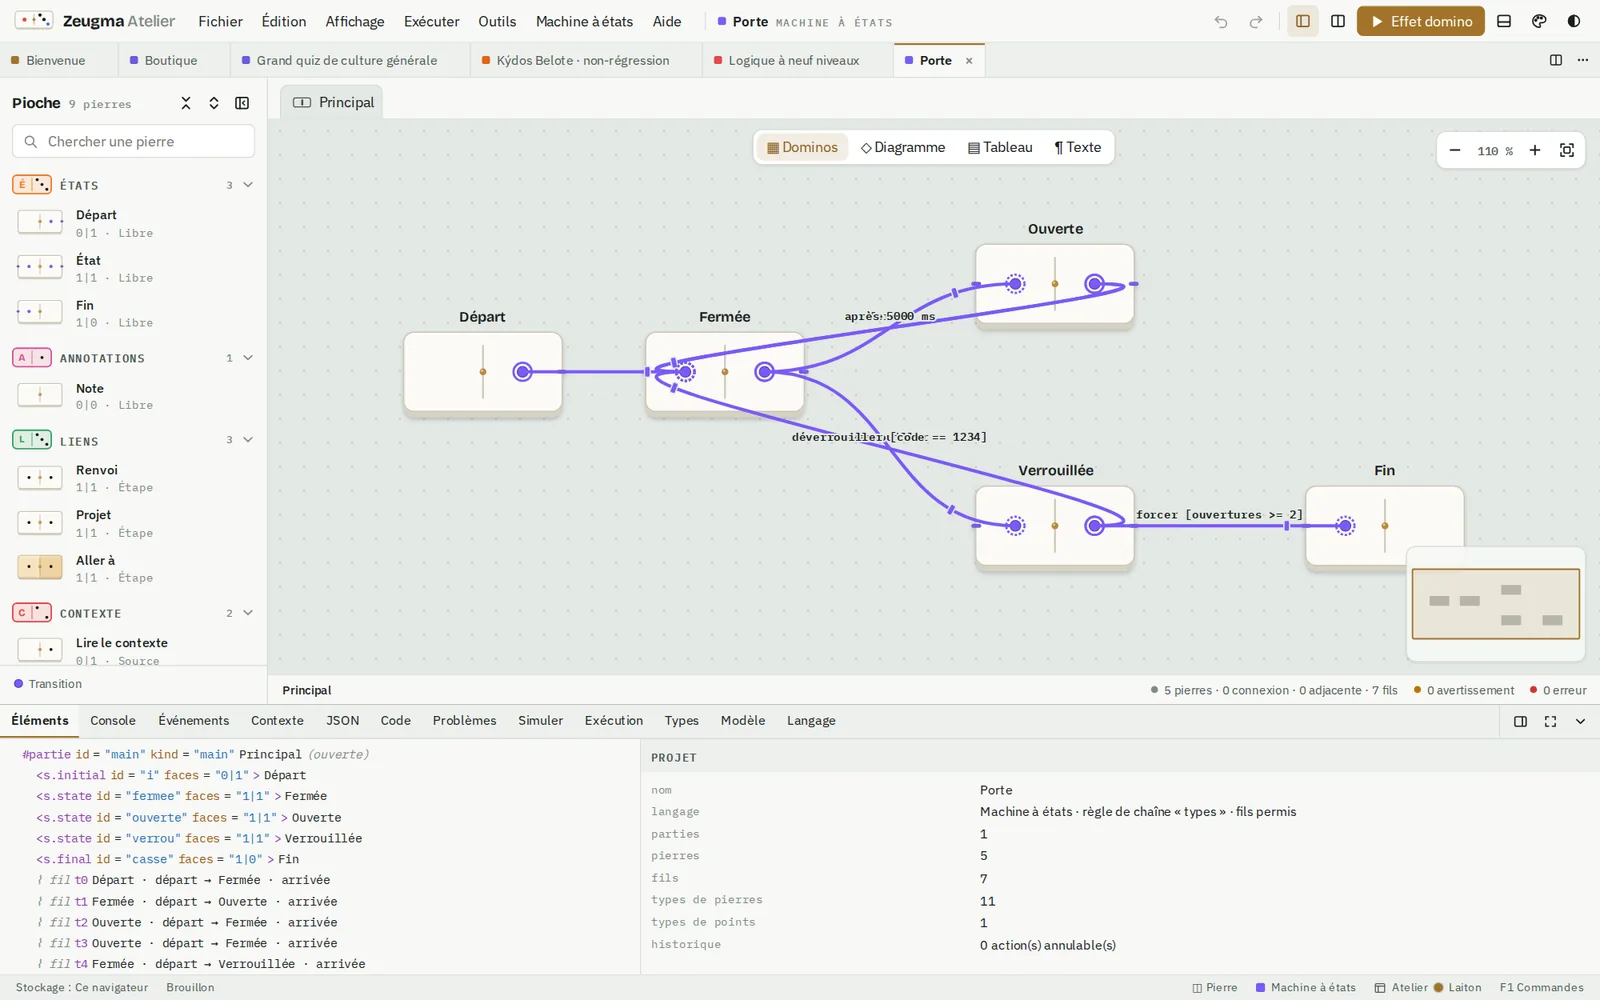 Zeugma Atelier
Fichier Édition Affichage Exécuter Outils Machine à états Aide
Porte MACHINE À ÉTATS
Effet domino
Bienvenue
Boutique
Grand quiz de culture générale
Kýdos Belote · non-régression
Logique à neuf niveaux
Porte ×
Pioche 9 pierres
Chercher une pierre
É ÉTATS 3
Départ
0|1 · Libre
État
1|1 · Libre
Fin
1|0 · Libre
A ANNOTATIONS 1
Note
0|0 · Libre
L LIENS 3
Renvoi
1|1 · Étape
Projet
1|1 · Étape
Aller à
1|1 · Étape
C CONTEXTE 2
Lire le contexte
0|1 · Source
Transition
Principal
Dominos Diagramme Tableau ¶ Texte
110 %
Ouverte
Départ
Fermée
après 5000 ms
[code == 1234]
Verrouillée
Fin
forcer [ouvertures >= 2]
Principal
5 pierres · 0 connexion · 0 adjacente · 7 fils
0 avertissement
0 erreur
Éléments Console Événements Contexte JSON Code Problèmes Simuler Exécution Types Modèle Langage
#partie id = "main" kind = "main" Principal (ouverte)
<s.initial id = "i" faces = "0|1" > Départ
<s.state id = "fermee" faces = "1|1" > Fermée
<s.state id = "ouverte" faces = "1|1" > Ouverte
<s.state id = "verrou" faces = "1|1" > Verrouillée
<s.final id = "casse" faces = "1|0" > Fin
fil t0 Départ · départ → Fermée · arrivée
fil t1 Fermée · départ → Ouverte · arrivée
fil t2 Ouverte · départ → Fermée · arrivée
fil t3 Ouverte · départ → Fermée · arrivée
fil t4 Fermée · départ → Verrouillée · arrivée
PROJET
nom Porte
langage Machine à états · règle de chaîne « types » · fils permis
parties 1
pierres 5
fils 7
types de pierres 11
types de points 1
historique 0 action(s) annulable(s)
Stockage : Ce navigateur Brouillon
Pierre Machine à états Atelier Laiton F1 Commandes